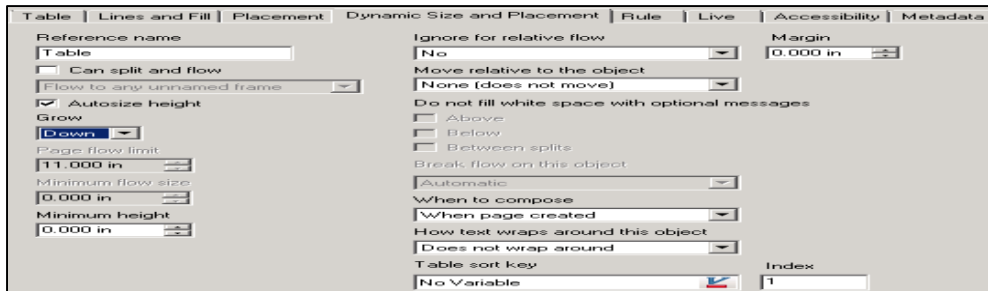 Table | Lines and Fill | Placement | Dynamic Size and Placement | Rule | Live | Accessibility | Metadata
Reference name
Table
Can split and flow
Flow to any unnamed frame
Autosize height
Grow
Down
Page flow limit
11.000 in
Minimum flow size
0.000 in
Minimum height
0.000 in
Ignore for relative flow
No
Move relative to the object
None (does not move)
Do not fill white space with optional messages
Above
Below
Between splits
Break flow on this object
Automatic
When to compose
When page created
How text wraps around this object
Does not wrap around
Table sort key
No Variable
Margin
0.000 in
Index
1